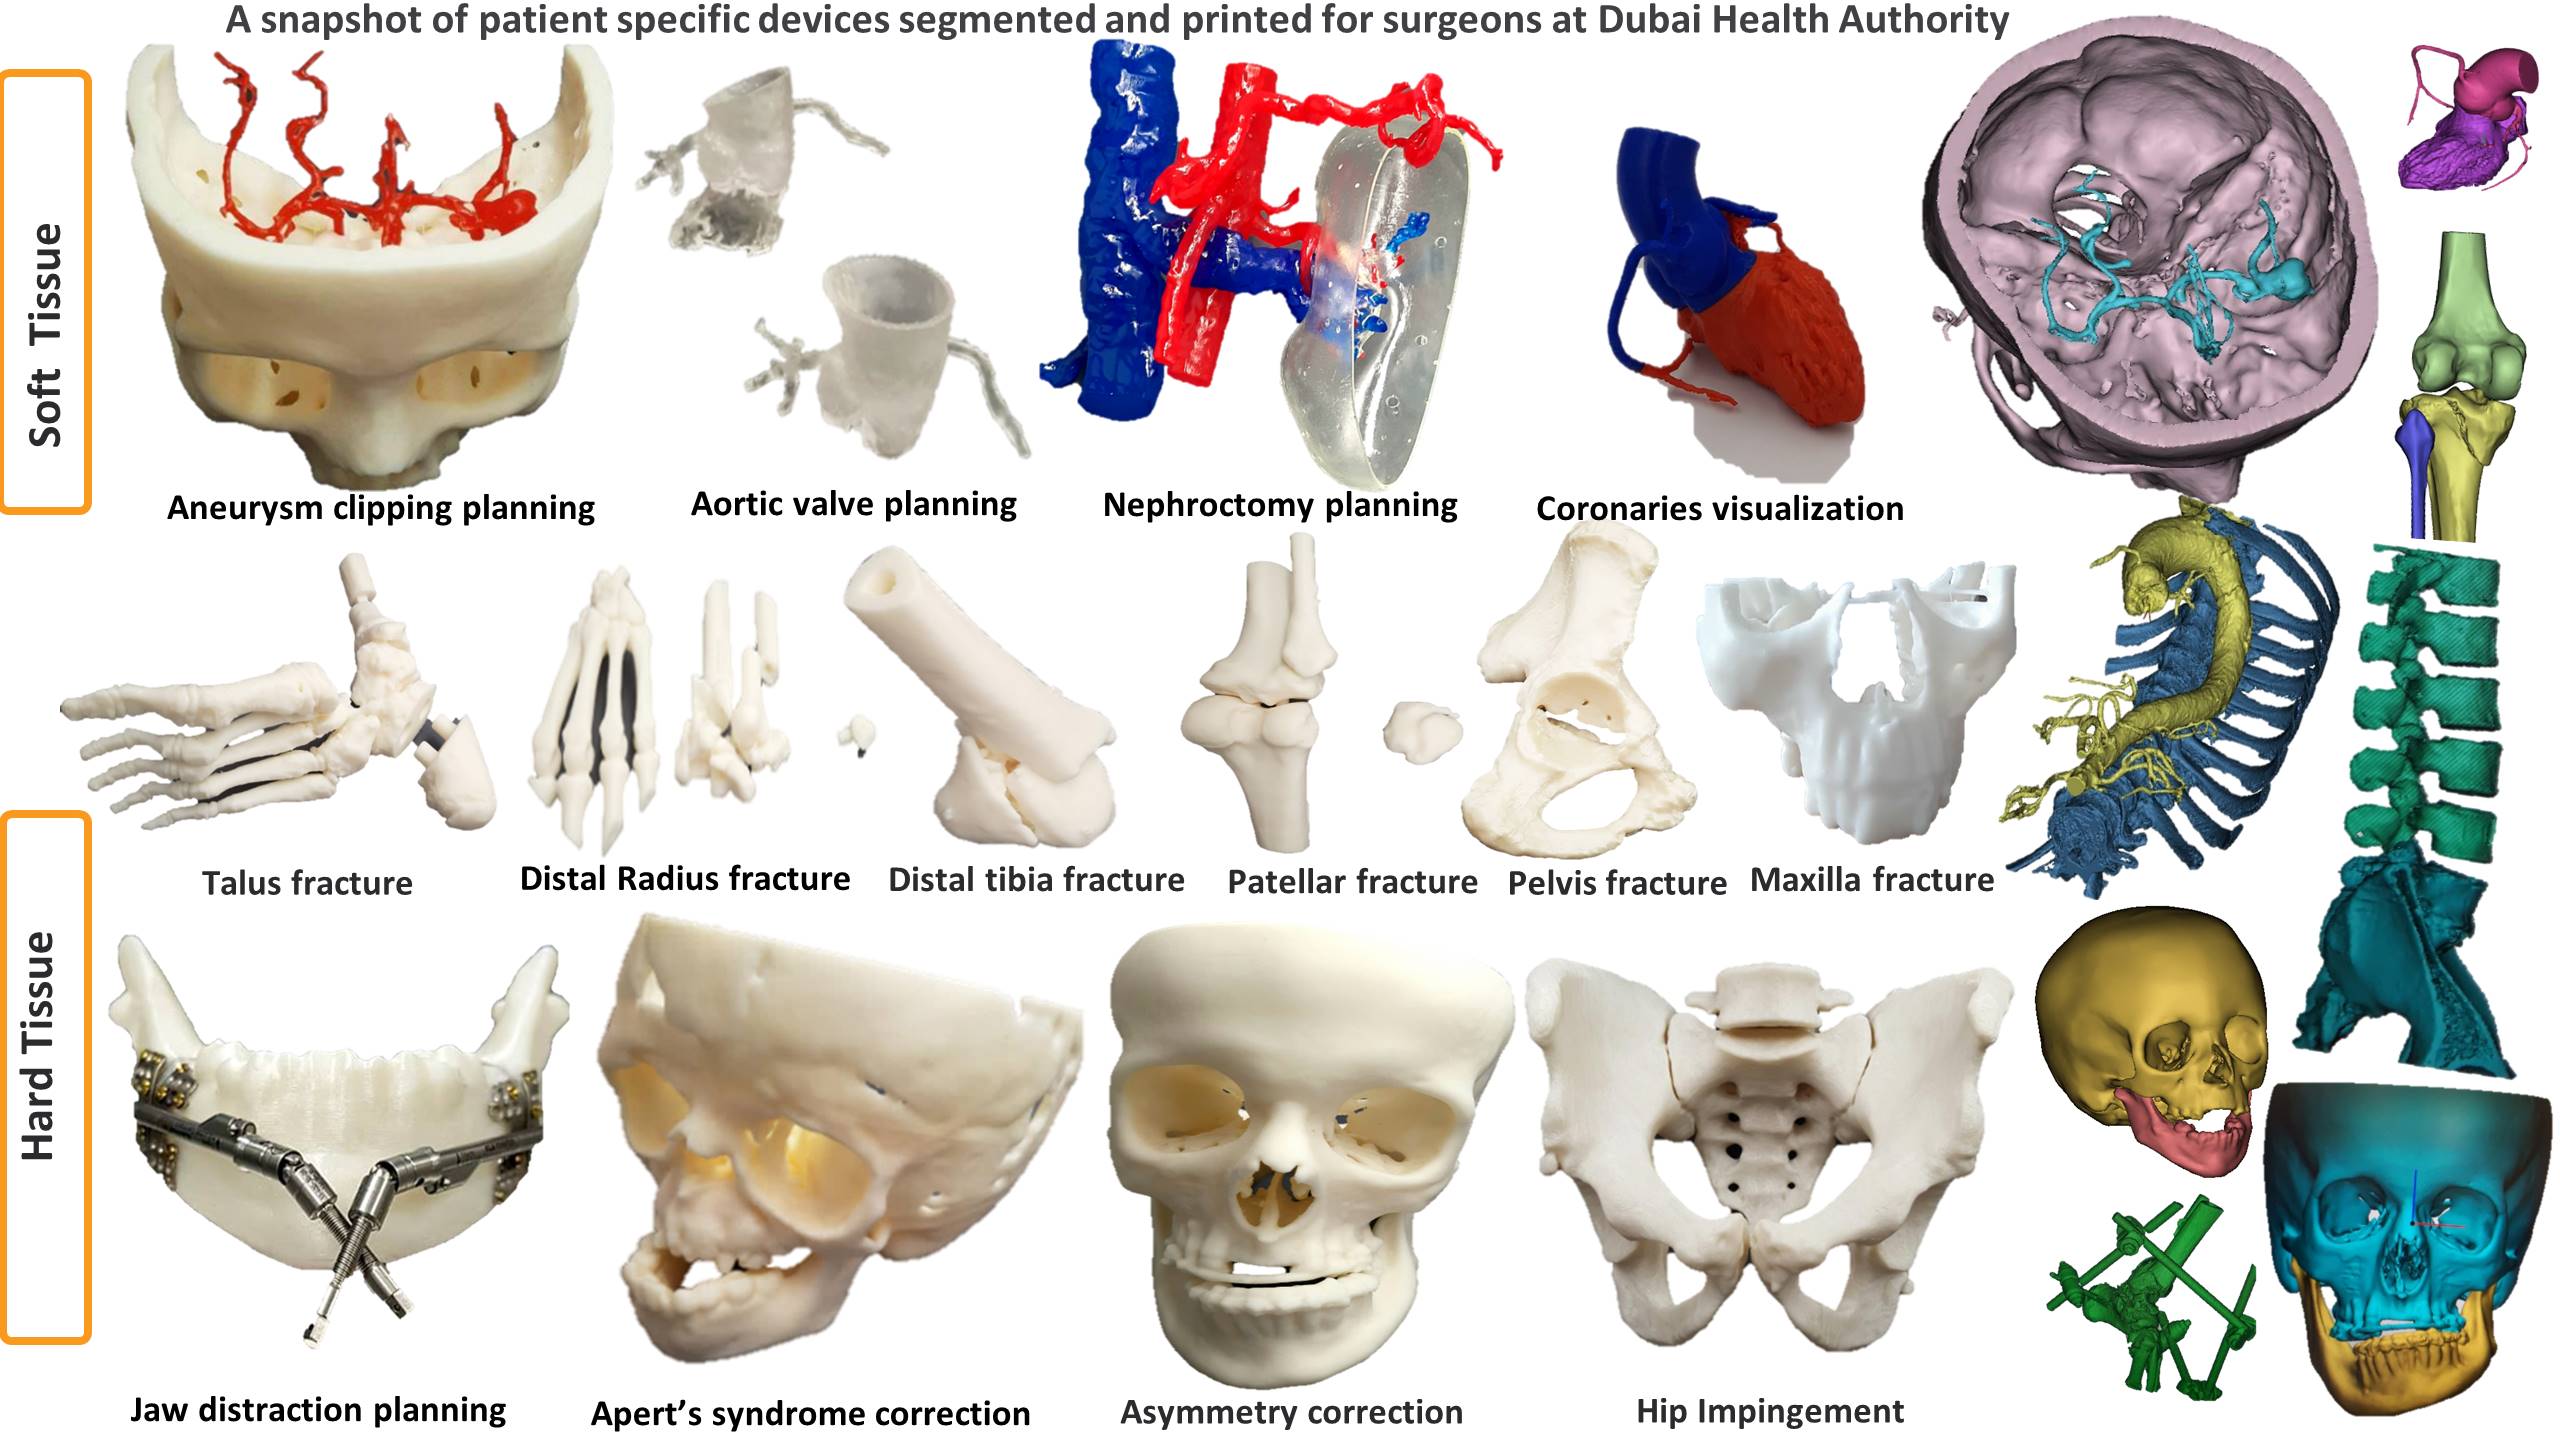 A snapshot of patient specific devices segmented and printed for surgeons at Dubai Health Authority
Soft Tissue
Aneurysm clipping planning
Aortic valve planning
Nephroctomy planning
Coronaries visualization
Hard Tissue
Talus fracture
Distal Radius fracture
Distal tibia fracture
Patellar fracture
Pelvis fracture
Maxilla fracture
Jaw distraction planning
Apert’s syndrome correction
Asymmetry correction
Hip Impingement